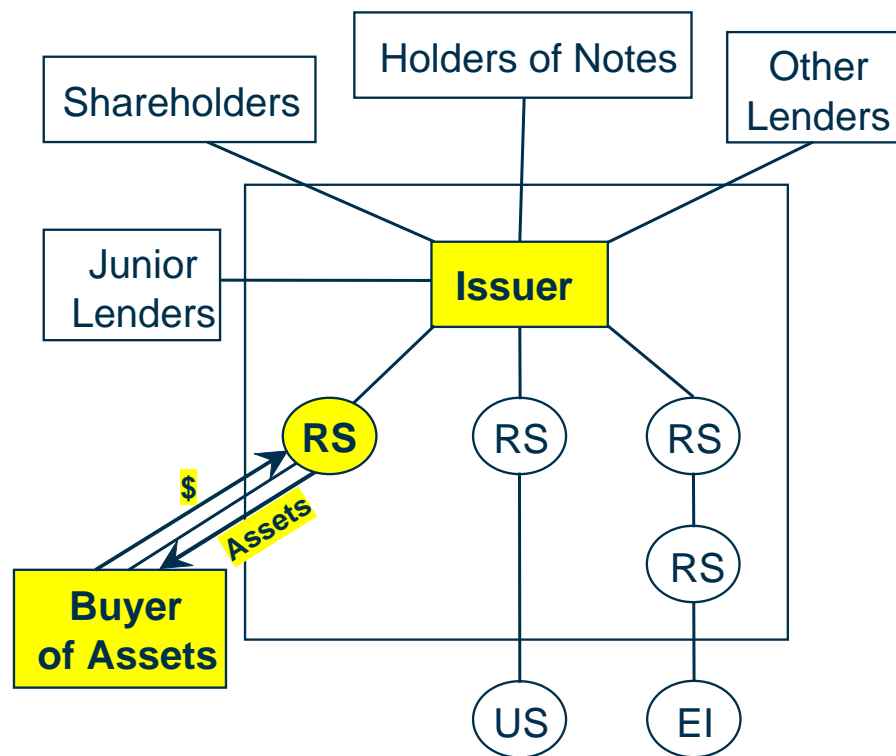 Holders of Notes
Shareholders
Other
Lenders
Junior
Lenders
Issuer
RS
RS
RS
$
Assets
RS
Buyer
of Assets
US
EI